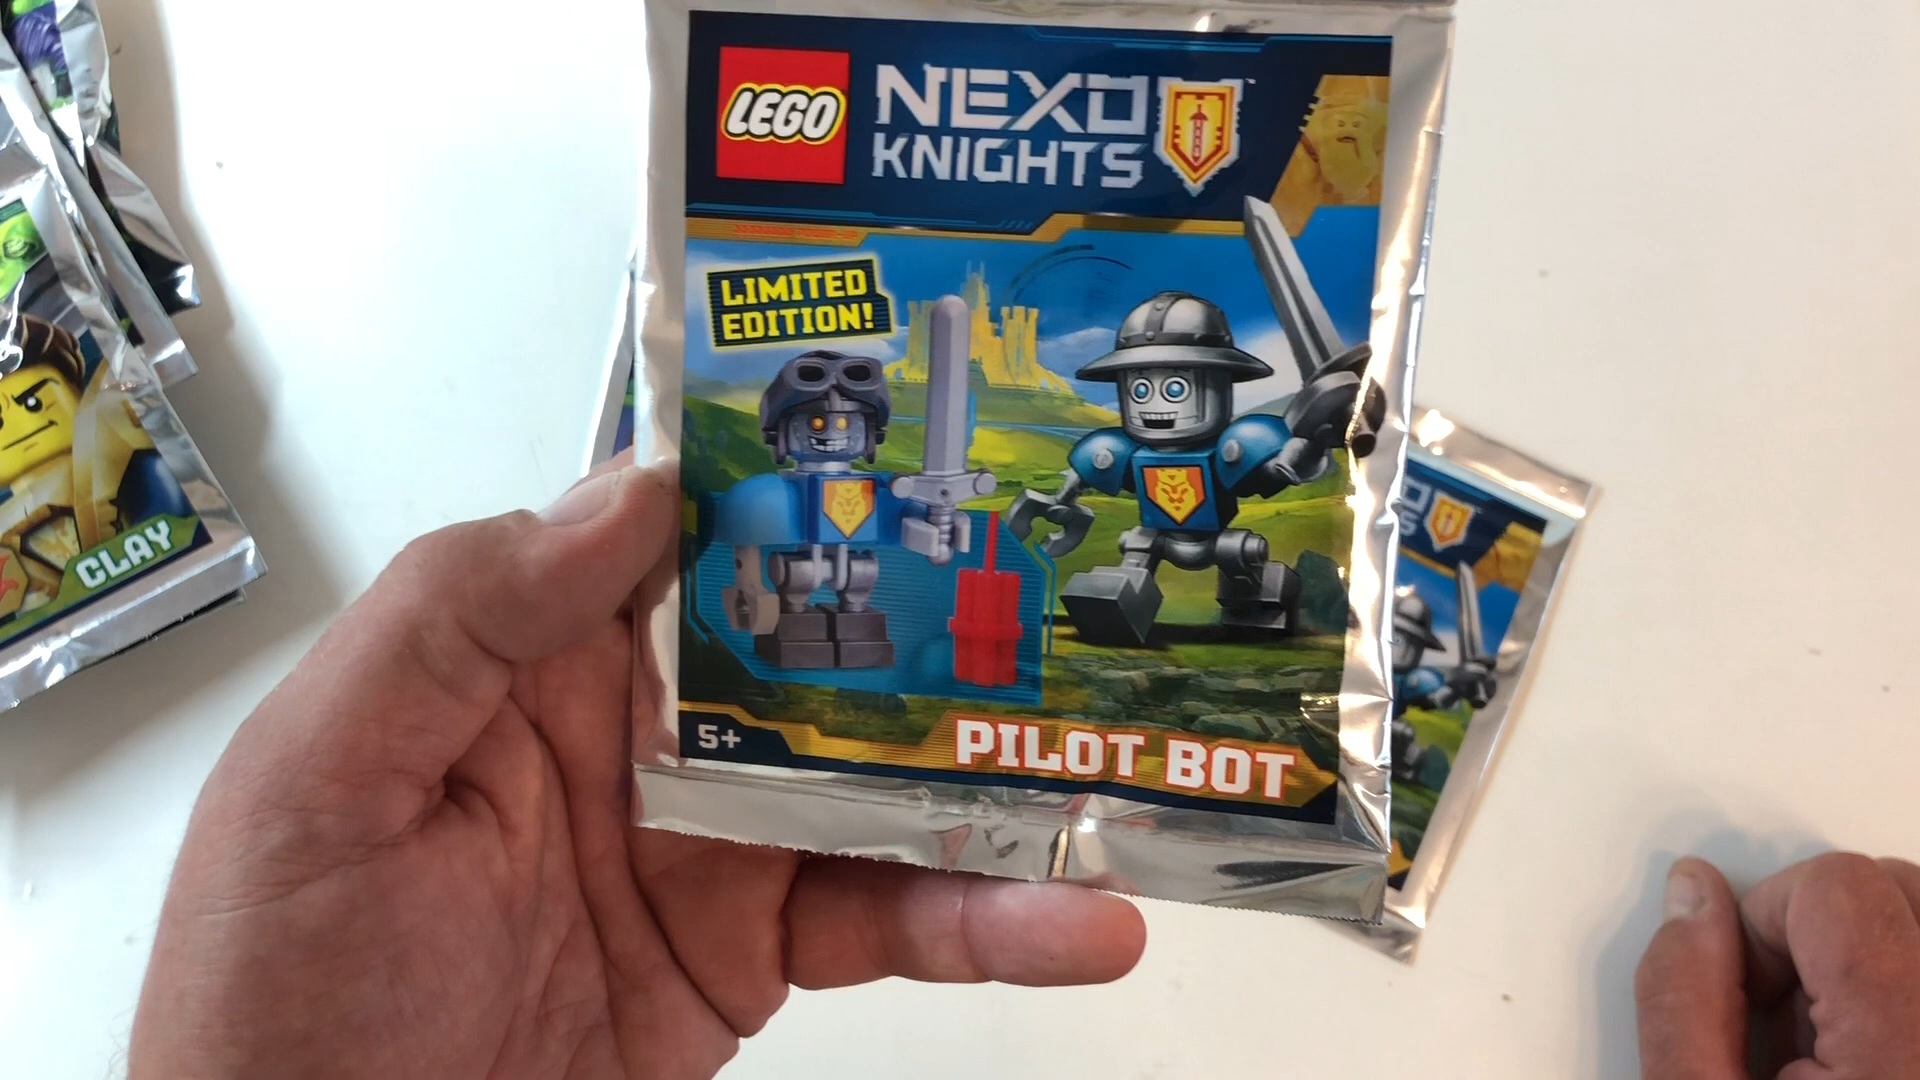 LEGO
NEXO
KNIGHTS
LIMITED
EDITION!
5+
PILOT BOT
CLAY